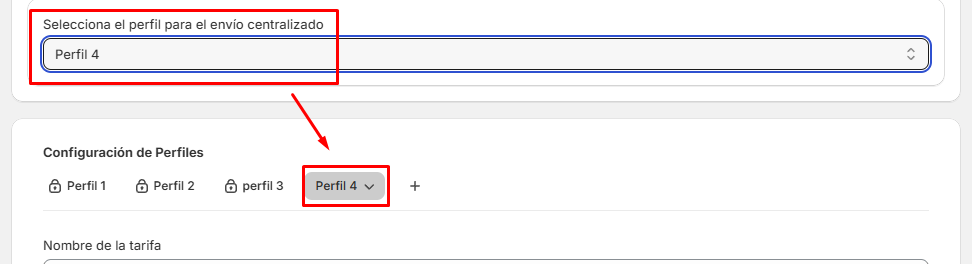 Selecciona el perfil para el envío centralizado
Perfil 4
Configuración de Perfiles
Perfil 1 Perfil 2 perfil 3 Perfil 4 +
Nombre de la tarifa